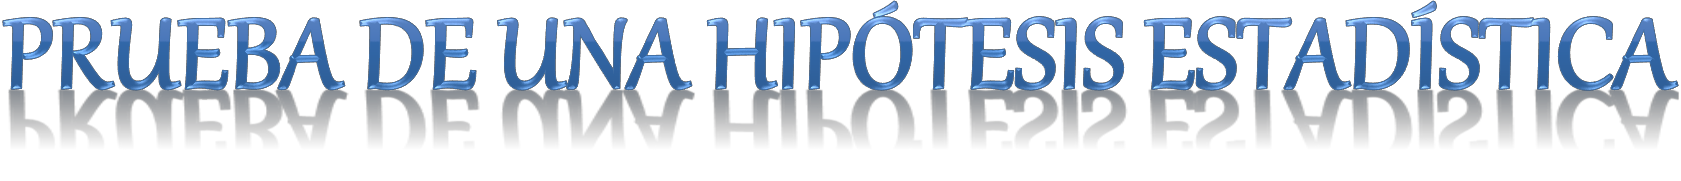 PRUEBA DE UNA HIPÓTESIS ESTADÍSTICA